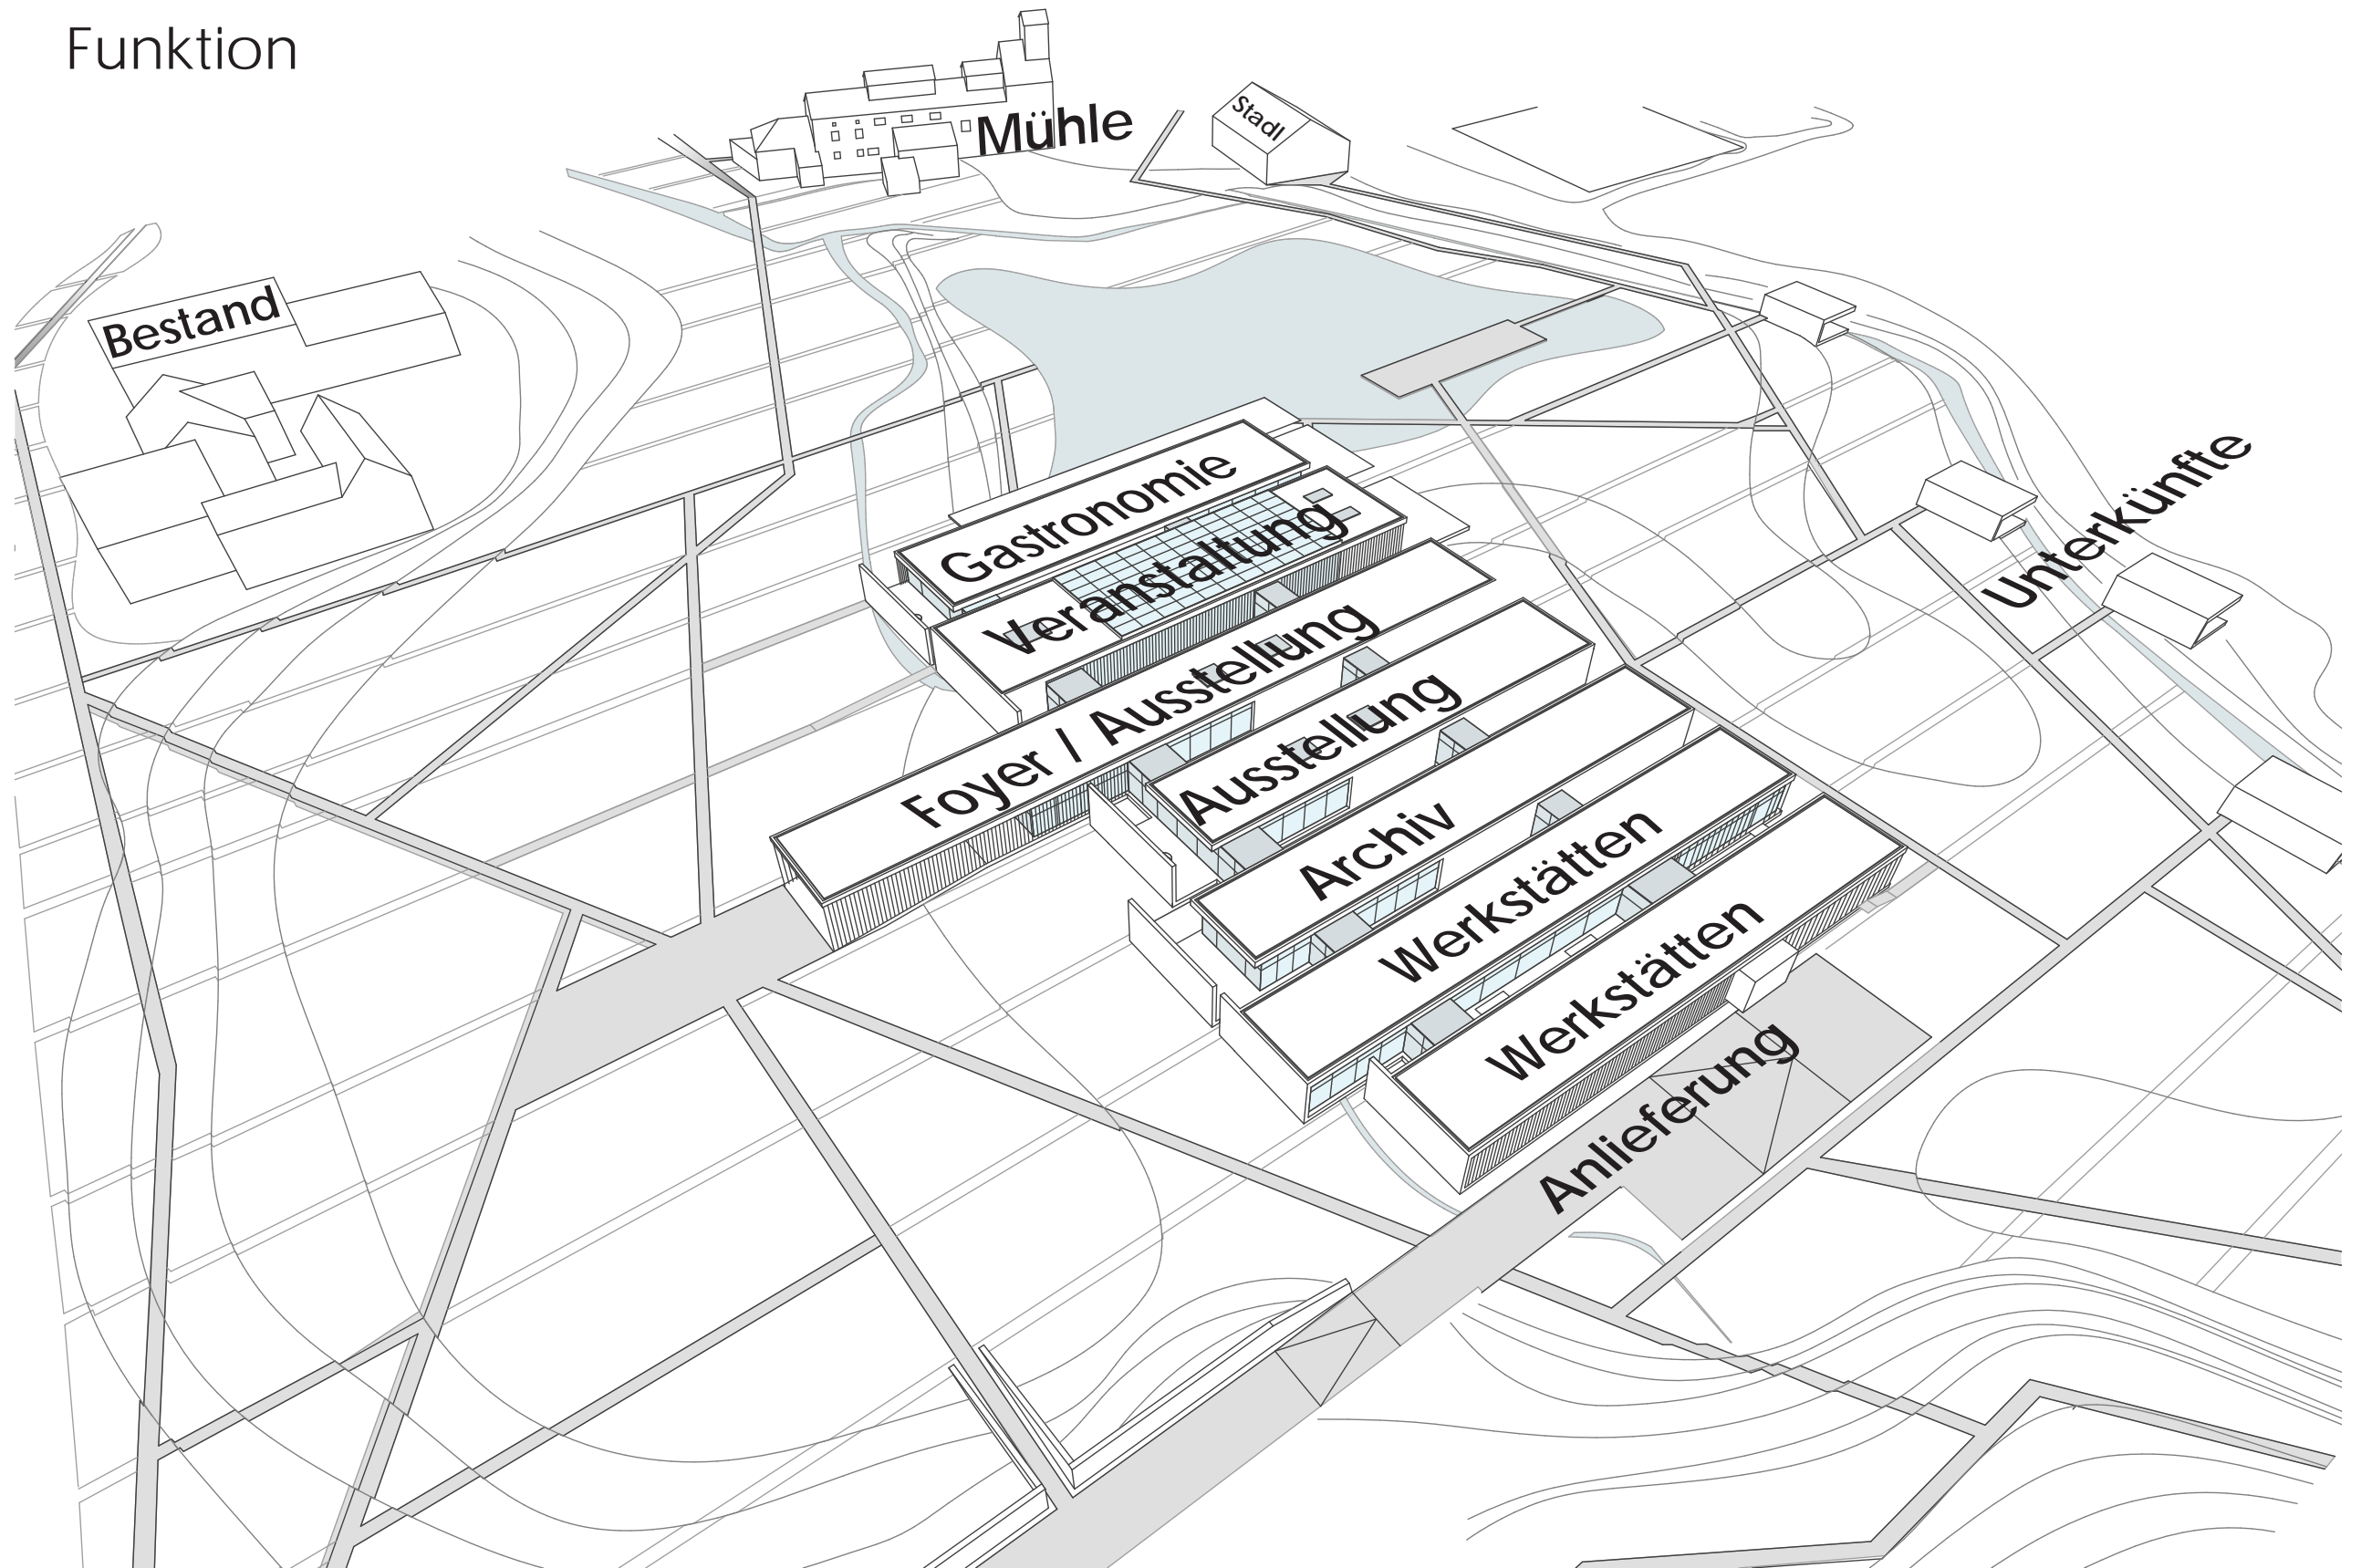 Funktion
Mühle
Stadl
Bestand
Unterkünfte
Gastronomie
Veranstaltung
Foyer / Ausstellung
Ausstellung
Archiv
Werkstätten
Werkstätten
Anlieferung